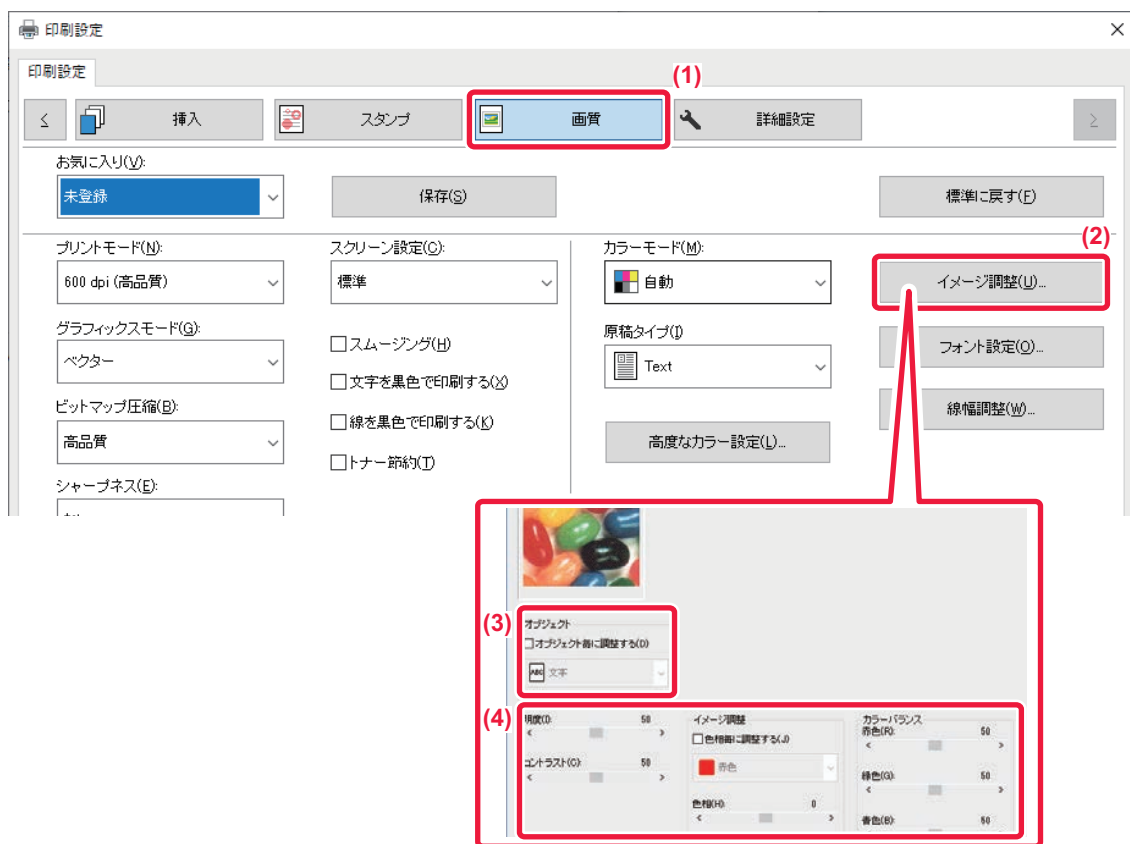 印刷設定
印刷設定
(1)
< 挿入 スタンプ 画質 詳細設定 >
お気に入り(V):
未登録 保存(S) 標準に戻す(F)
(2)
プリントモード(N): スクリーン設定(C): カラーモード(M):
600 dpi (高品質) 標準 自動 イメージ調整(U)...
グラフィックスモード(G): 原稿タイプ(I)
ベクター スムージング(H) Text フォント設定(O)...
文字を黒色で印刷する(X)
ビットマップ圧縮(B): 線を黒色で印刷する(K) 線幅調整(W)...
高品質 トナー節約(T) 高度なカラー設定(L)...
シャープネス(E):
(3)
オブジェクト
オブジェクト毎に調整する(D)
ABC 文字
(4)
明度(I): 50 イメージ調整 カラーバランス
色相毎に調整する(J) 赤色(R): 50
コントラスト(C): 50 赤色
緑色(G): 50
色相(H): 0
青色(B): 50